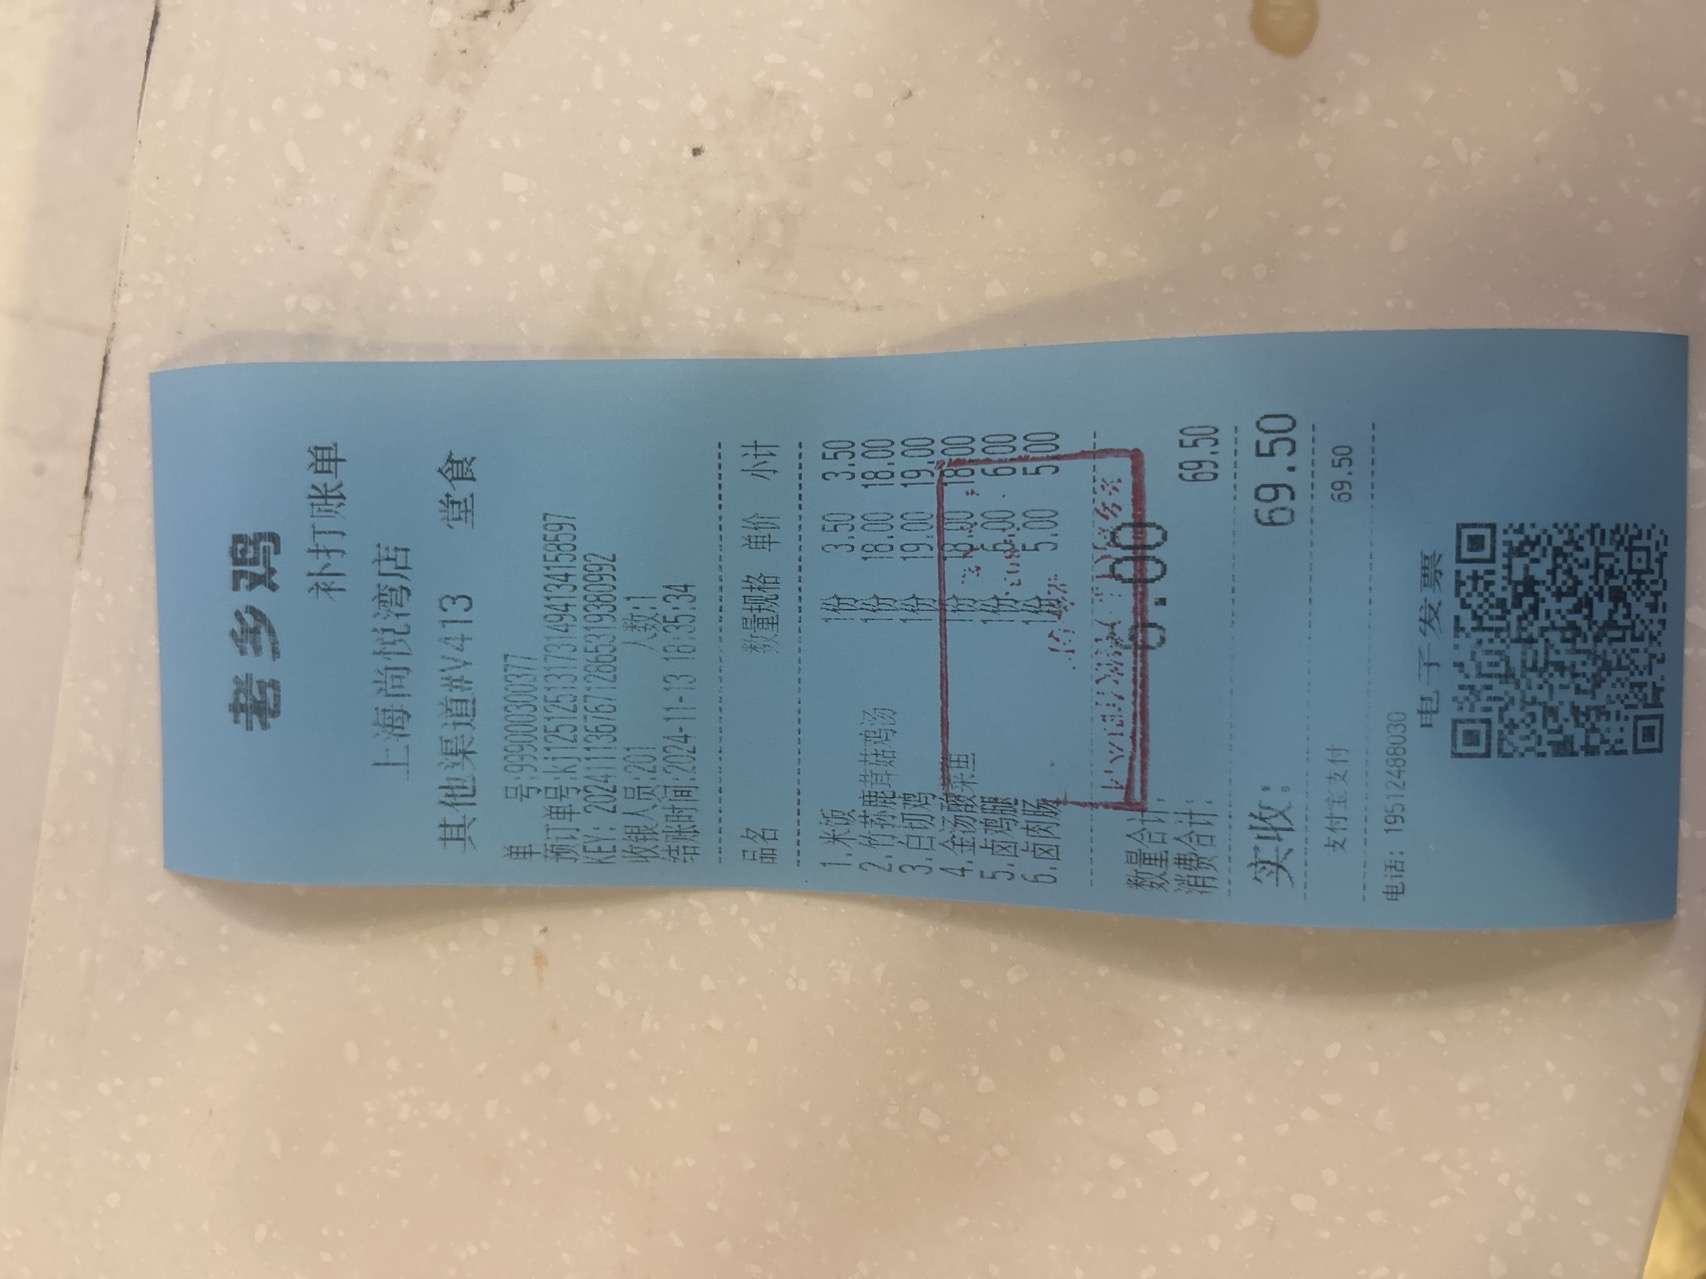 老乡鸡
补打账单
上海尚悦湾店
其他渠道#V413 堂食
单 号:99900030030​0377
预订单号:kj125125131731494134158597
KEY: 202411136767128653193809​92
收银人员:201 人数:1
结账时间:2024-11-13 18:35:34
品名 数量规格 单价 小计
1.米饭 1份 3.50 3.50
2.竹荪鹿茸菇鸡汤 1份 18.00 18.00
3.白切鸡 1份 19.00 19.00
4.金汤酸菜鱼 1份 18.00 18.00
5.卤鸡腿 1份 6.00 6.00
6.卤肉肠 1份 5.00 5.00
数量合计: 6.00
消费合计: 69.50
实收: 69.50
支付宝支付 69.50
电话: 19512488030
电子发票